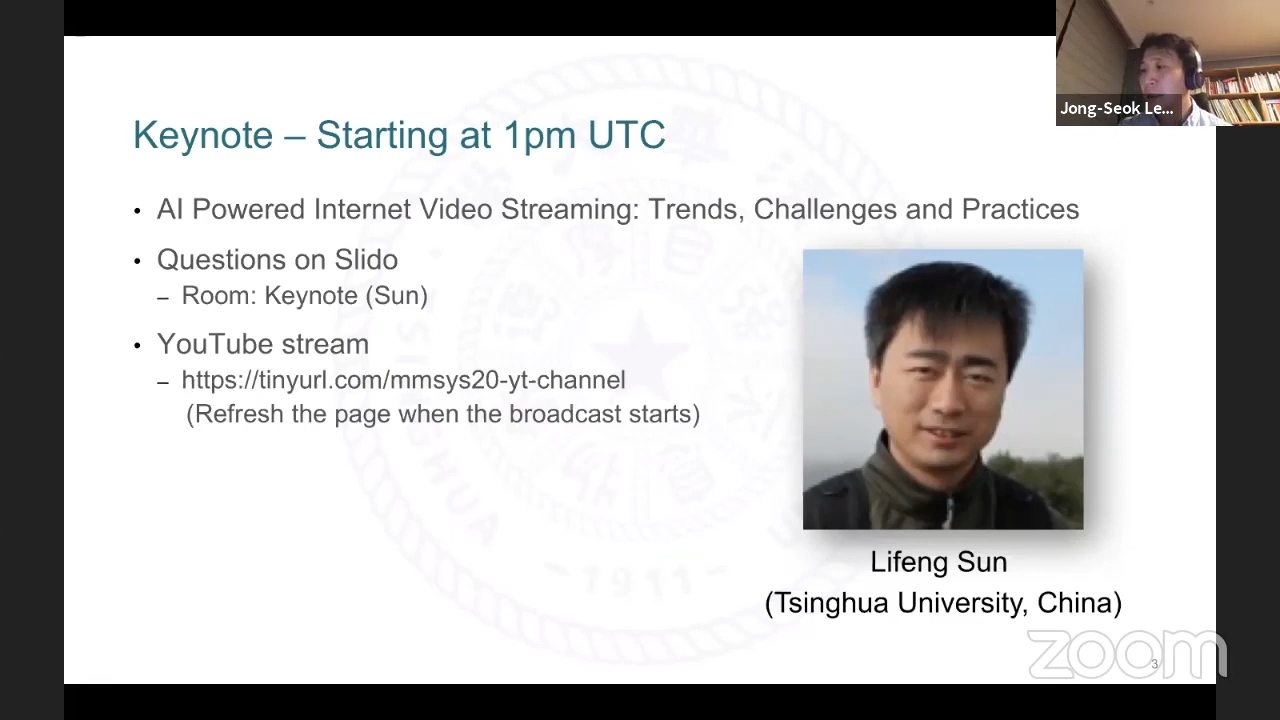 Keynote – Starting at 1pm UTC
• AI Powered Internet Video Streaming: Trends, Challenges and Practices
• Questions on Slido
– Room: Keynote (Sun)
• YouTube stream
– https://tinyurl.com/mmsys20-yt-channel
(Refresh the page when the broadcast starts)
Lifeng Sun
(Tsinghua University, China)
Jong-Seok Le...
zoom
3
– 1911 –